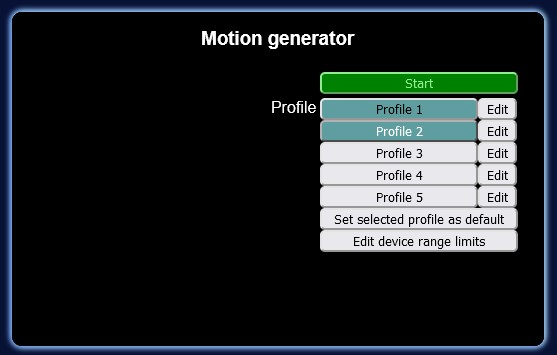 Motion generator
Start
Profile
Profile 1 Edit
Profile 2 Edit
Profile 3 Edit
Profile 4 Edit
Profile 5 Edit
Set selected profile as default
Edit device range limits